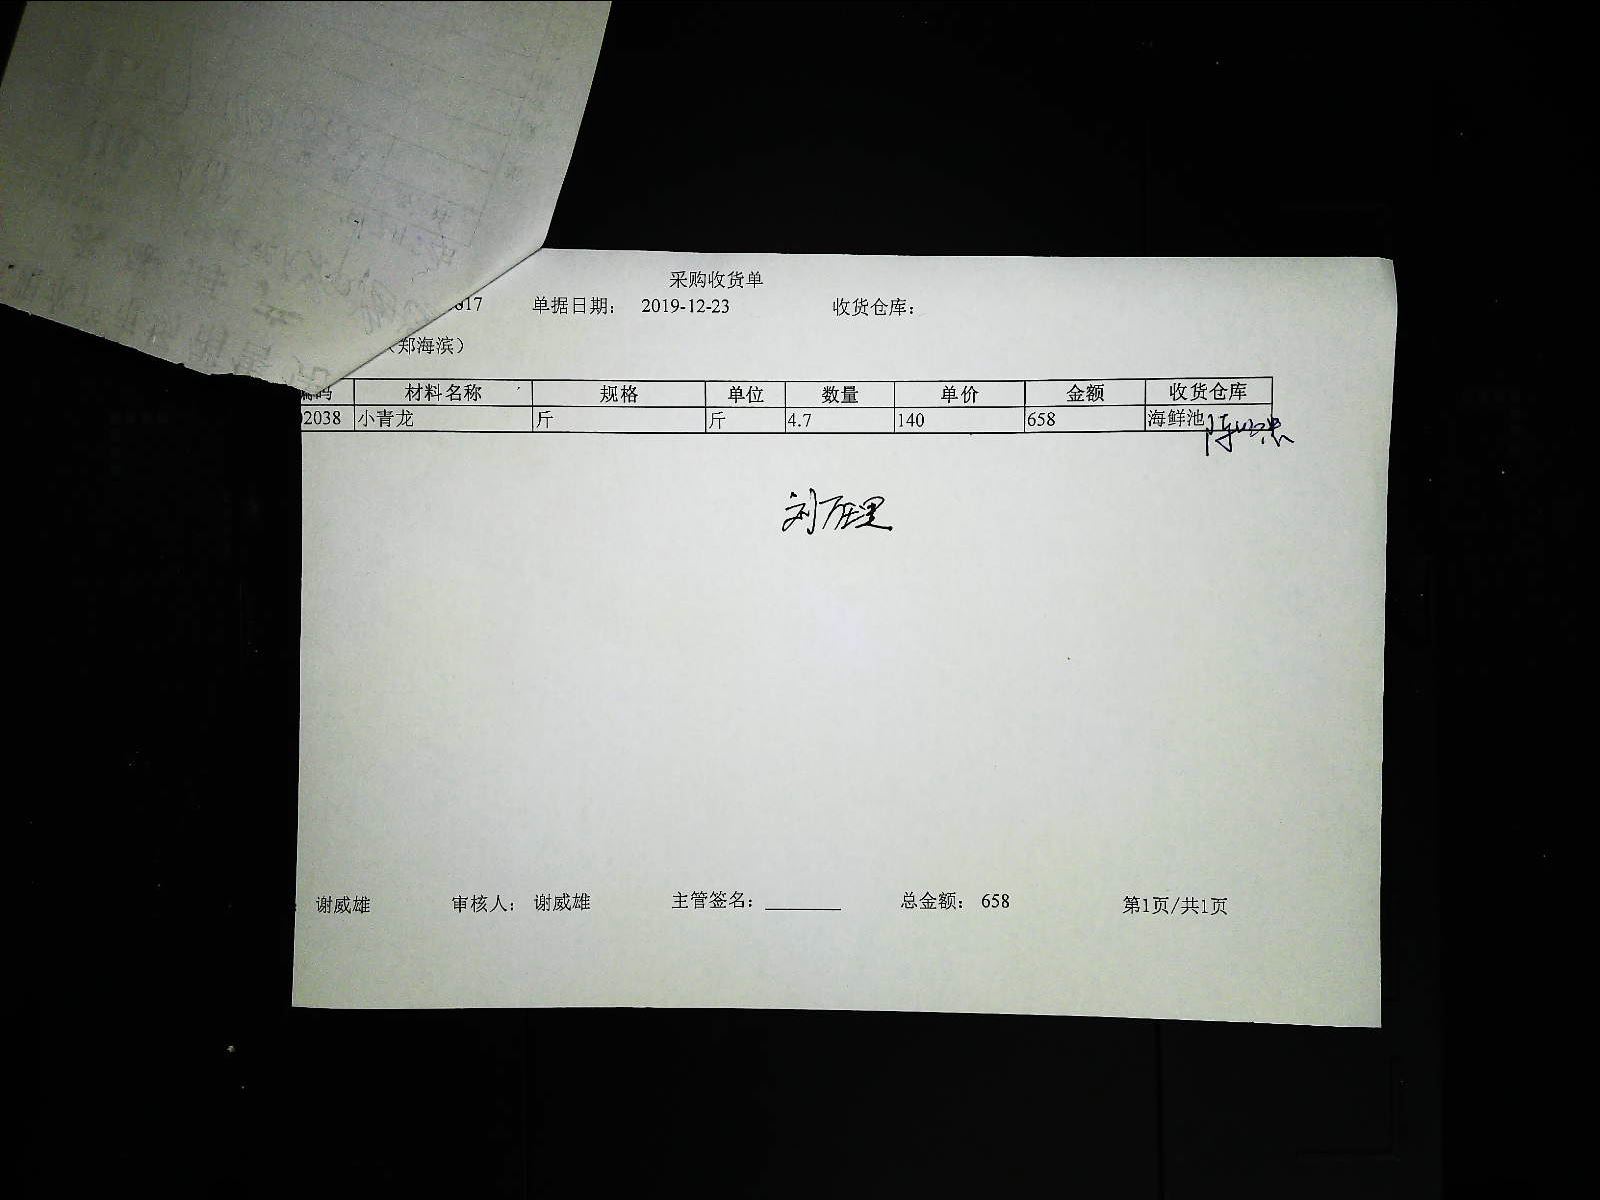 采购收货单
617 单据日期： 2019-12-23 收货仓库：
（郑海滨）
编码 材料名称 规格 单位 数量 单价 金额 收货仓库
02038 小青龙 斤 斤 4.7 140 658 海鲜池
： 谢威雄 审核人： 谢威雄 主管签名： 总金额： 658 第1页/共1页